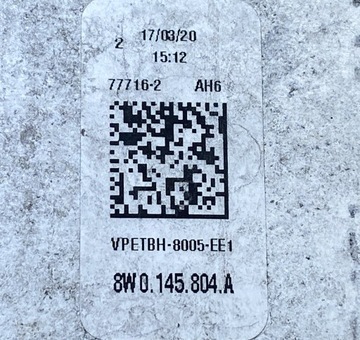 2 17/03/20
15:12
77716-2 AH6
VPETBH-8005-EE1
8W0.145.804.A